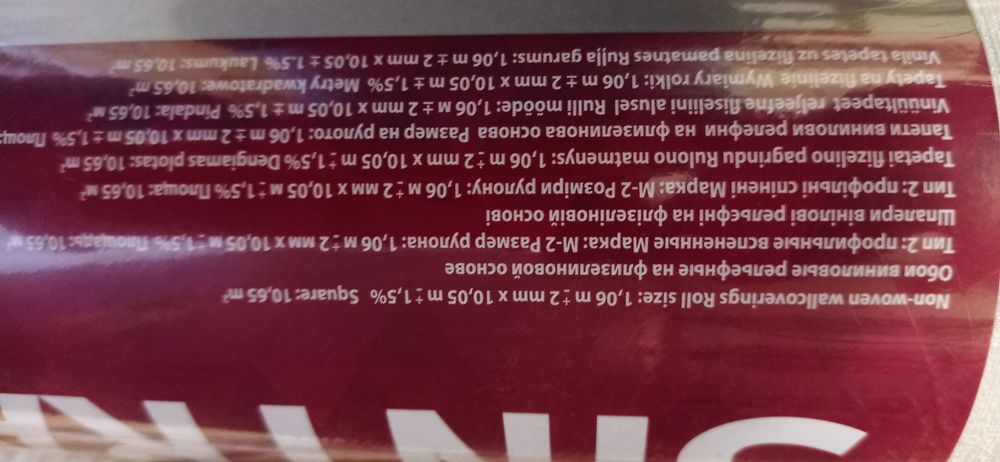 Non-woven wallcoverings Roll size: 1,06 m ± 2 mm x 10,05 m ± 1,5% Square: 10,65 m²
Обои виниловые рельефные на флизелиновой основе
Тип 2: профильные вспененные Марка: М-2 Размер рулона: 1,06 м ± 2 мм x 10,05 м ± 1,5% Площадь: 10,65 м²
Шпалери вінілові рельєфні на флізеліновій основі
Тип 2: профільні спінені Марка: М-2 Розміри рулону: 1,06 м ± 2 мм x 10,05 м ± 1,5% Площа: 10,65 м²
Tapetai flizelino pagrindu Rulono matmenys: 1,06 m ± 2 mm x 10,05 m ± 1,5% Dengiamas plotas: 10,65 m²
Тапети винилови релефни на флизелинова основа Размер на рулото: 1,06 m ± 2 mm x 10,05 m ± 1,5% Площ:
Vinüültapeet reljeefne fliseliini alusel Rulli mõõde: 1,06 м ± 2 mm x 10,05 m ± 1,5% Pindala: 10,65 м²
Tapety na flizelinie Wymiary rolki: 1,06 m ± 2 mm x 10,05 m ± 1,5% Metry kwadratowe: 10,65 m²
Vinila tapetes uz flizelina pamatnes Ruļļa garums: 1,06 m ± 2 mm x 10,05 ± 1,5% Laukums: 10,65 m²